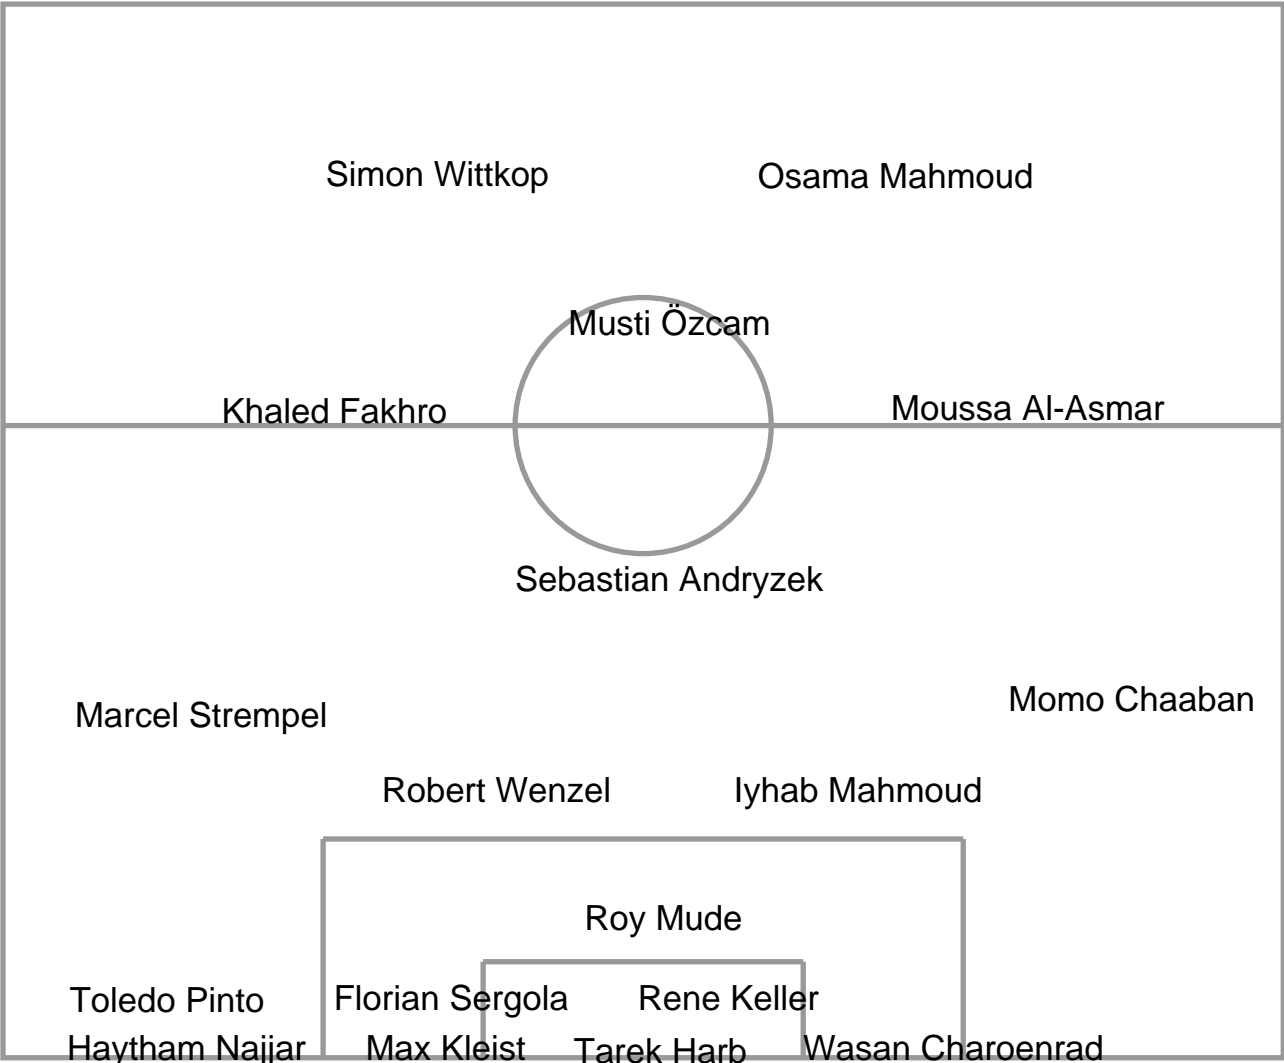 Simon Wittkop Osama Mahmoud
Musti Özcam
Khaled Fakhro Moussa Al-Asmar
Sebastian Andryzek
Marcel Strempel Momo Chaaban
Robert Wenzel Iyhab Mahmoud
Roy Mude
Toledo Pinto Florian Sergola Rene Keller
Haytham Najjar Max Kleist Tarek Harb Wasan Charoenrad